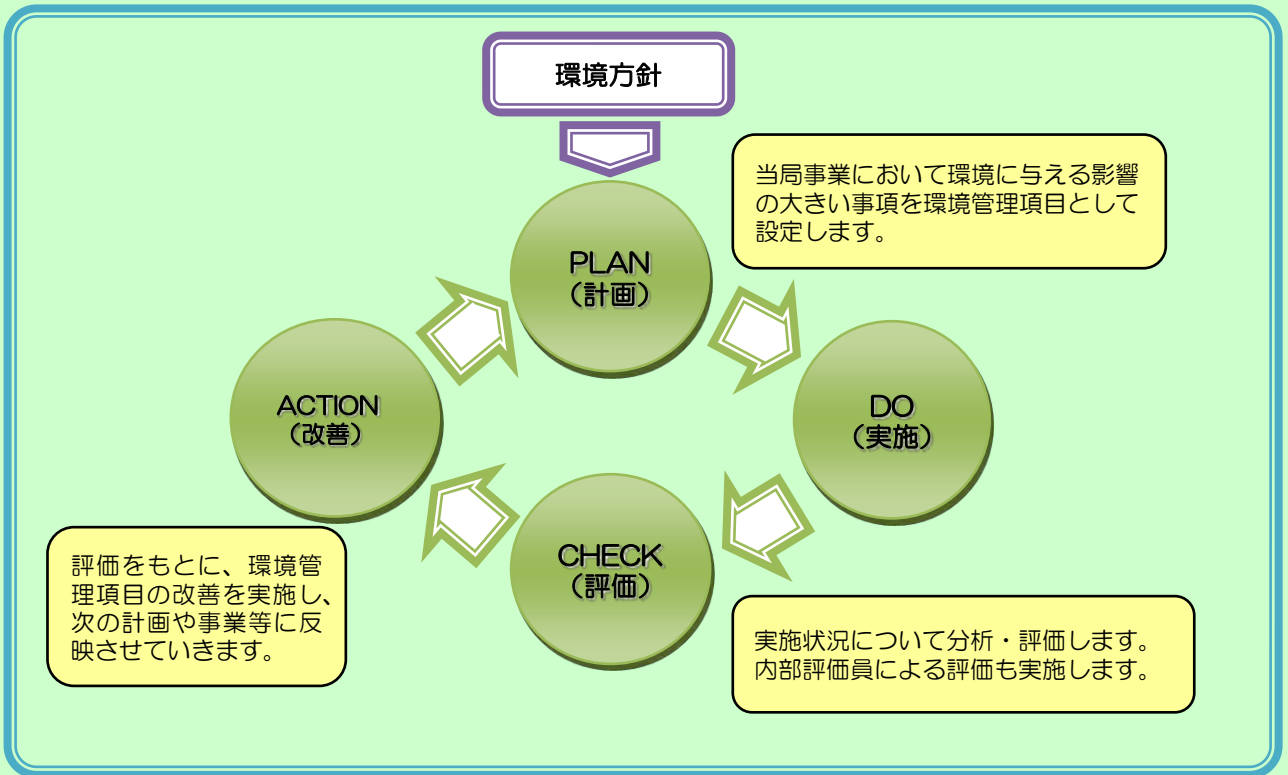 環境方針
当局事業において環境に与える影響
の大きい事項を環境管理項目として
設定します。
PLAN
（計画）
ACTION
（改善）
DO
（実施）
CHECK
（評価）
評価をもとに、環境管
理項目の改善を実施し、
次の計画や事業等に反
映させていきます。
実施状況について分析・評価します。
内部評価員による評価も実施します。